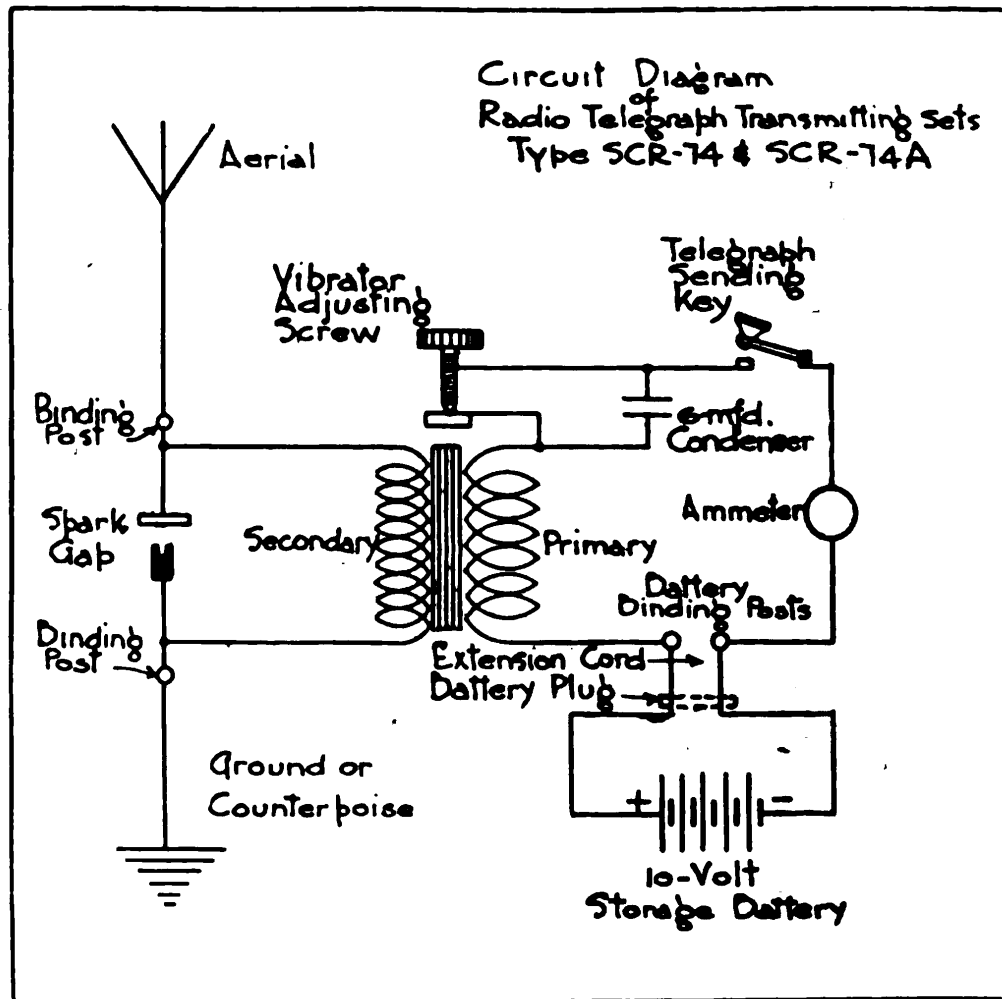 Circuit Diagram
of
Radio Telegraph Transmitting Sets
Type SCR-74 & SCR-74A
Aerial
Telegraph
Sending
Key
Vibrator
Adjusting
Screw
Binding
Post
6 mfd.
Condenser
Spark
Gap
Secondary
Primary
Ammeter
Battery
Binding Posts
Binding
Post
Extension Cord
Battery Plug
Ground or
Counterpoise
+
-
10-Volt
Storage Battery